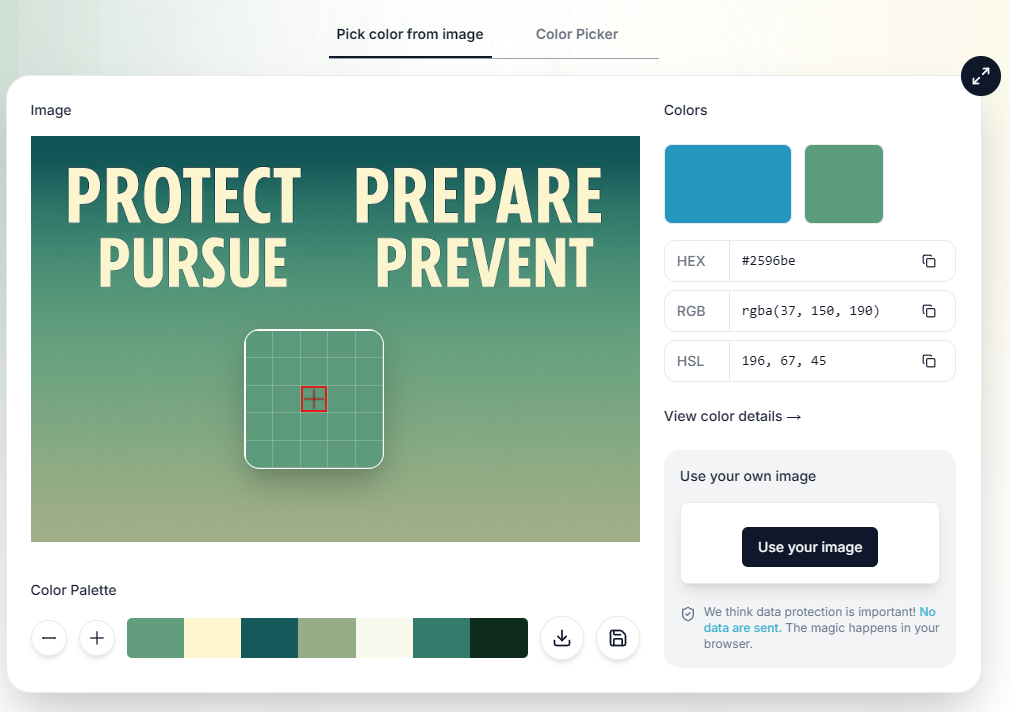 Pick color from image
Color Picker
Image
PROTECT PREPARE
PURSUE PREVENT
Color Palette
Colors
HEX #2596be
RGB rgba(37, 150, 190)
HSL 196, 67, 45
View color details →
Use your own image
Use your image
We think data protection is important! No
data are sent. The magic happens in your
browser.